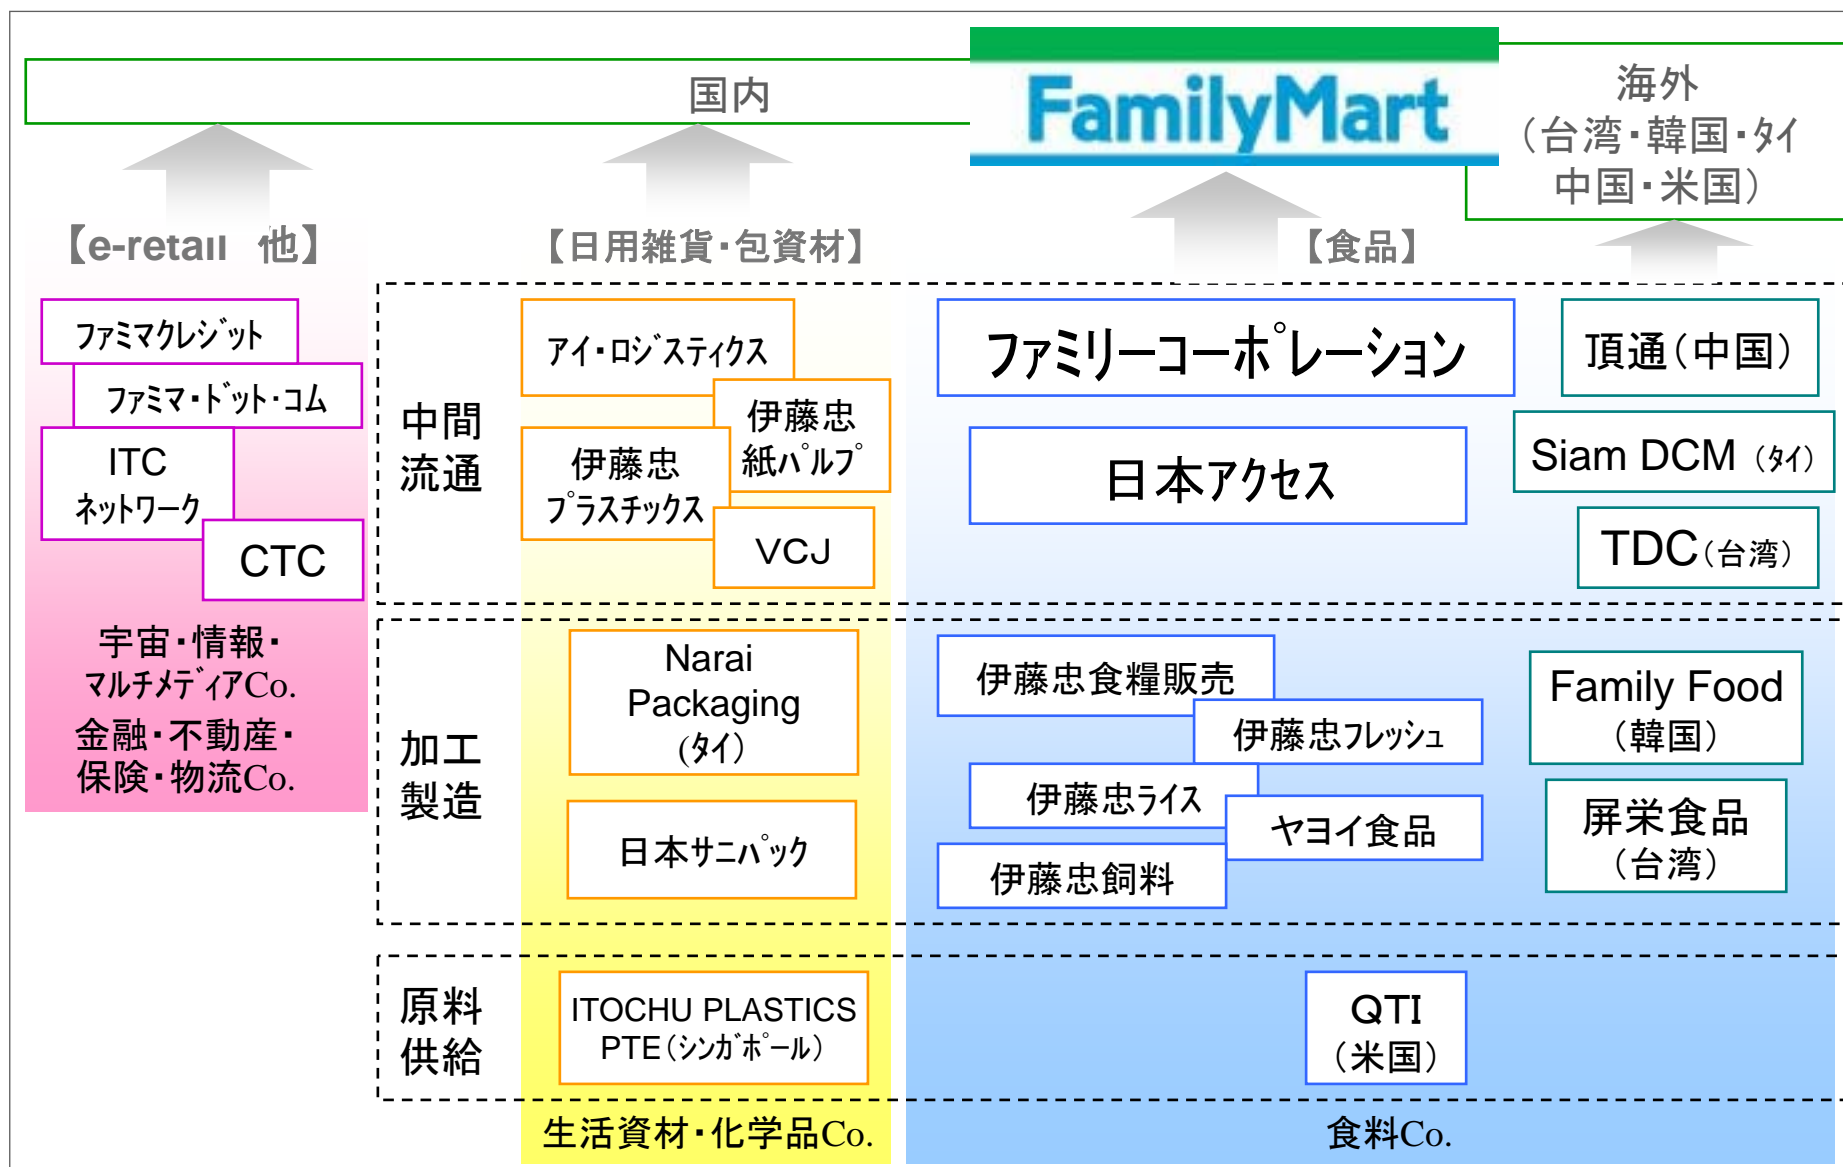 国内
FamilyMart
海外
（台湾・韓国・ﾀｲ
中国・米国）
【e-retail 他】
【日用雑貨・包資材】
【食品】
ﾌｧﾐﾏｸﾚｼﾞｯﾄ
ﾌｧﾐﾏ・ﾄﾞｯﾄ・ｺﾑ
ITC
ﾈｯﾄﾜｰｸ
CTC
宇宙・情報・
ﾏﾙﾁﾒﾃﾞｨｱCo.
金融・不動産・
保険・物流Co.
中間
流通
ｱｲ・ﾛｼﾞｽﾃｨｸｽ
伊藤忠
紙ﾊﾟﾙﾌﾟ
伊藤忠
ﾌﾟﾗｽﾁｯｸｽ
VCJ
ﾌｧﾐﾘｰｺｰﾎﾟﾚｰｼｮﾝ
日本ｱｸｾｽ
頂通（中国）
Siam DCM （ﾀｲ）
TDC（台湾）
加工
製造
Narai
Packaging
(ﾀｲ)
日本ｻﾆﾊﾟｯｸ
伊藤忠食糧販売
伊藤忠ﾌﾚｯｼｭ
伊藤忠ﾗｲｽ
ヤヨイ食品
伊藤忠飼料
Family Food
（韓国）
屏栄食品
（台湾）
原料
供給
ITOCHU PLASTICS
PTE（ｼﾝｶﾞﾎﾟｰﾙ）
QTI
（米国）
生活資材・化学品Co.
食料Co.